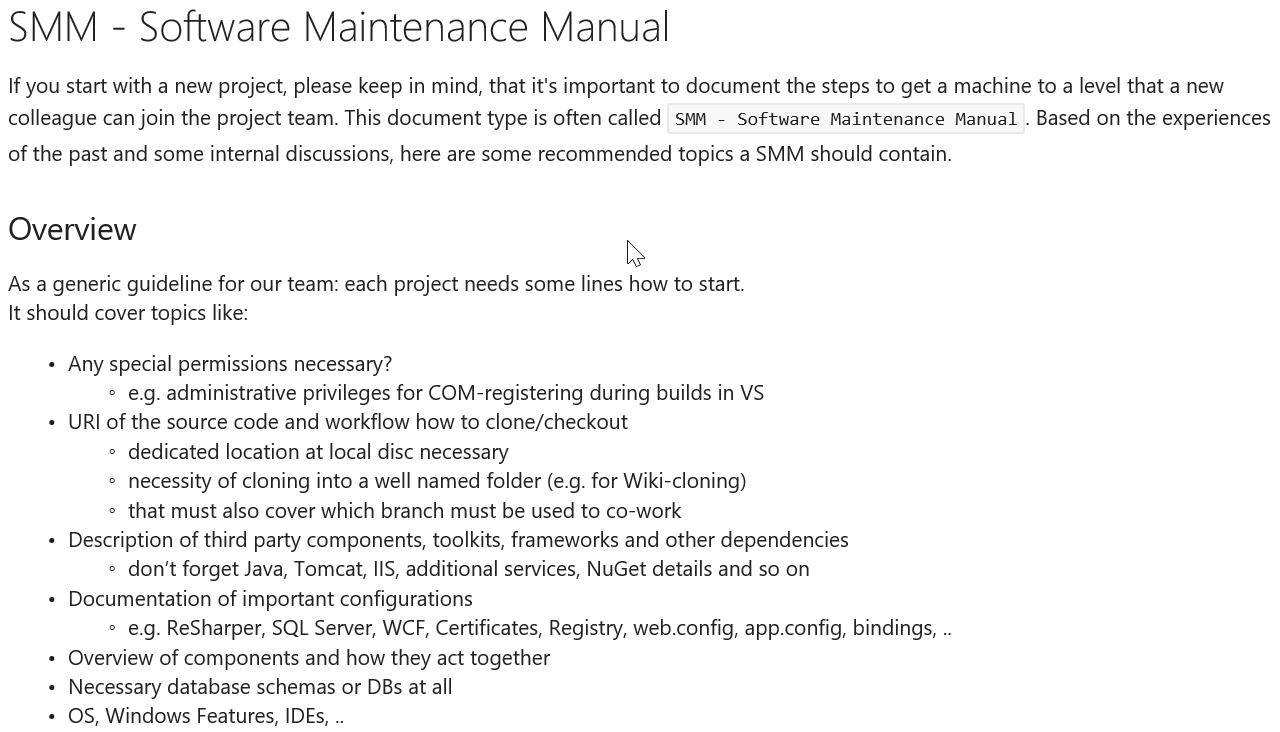 SMM - Software Maintenance Manual
If you start with a new project, please keep in mind, that it's important to document the steps to get a machine to a level that a new
colleague can join the project team. This document type is often called SMM - Software Maintenance Manual. Based on the experiences
of the past and some internal discussions, here are some recommended topics a SMM should contain.
Overview
As a generic guideline for our team: each project needs some lines how to start.
It should cover topics like:
• Any special permissions necessary?
◦ e.g. administrative privileges for COM-registering during builds in VS
• URI of the source code and workflow how to clone/checkout
◦ dedicated location at local disc necessary
◦ necessity of cloning into a well named folder (e.g. for Wiki-cloning)
◦ that must also cover which branch must be used to co-work
• Description of third party components, toolkits, frameworks and other dependencies
◦ don’t forget Java, Tomcat, IIS, additional services, NuGet details and so on
• Documentation of important configurations
◦ e.g. ReSharper, SQL Server, WCF, Certificates, Registry, web.config, app.config, bindings, ..
• Overview of components and how they act together
• Necessary database schemas or DBs at all
• OS, Windows Features, IDEs, ..